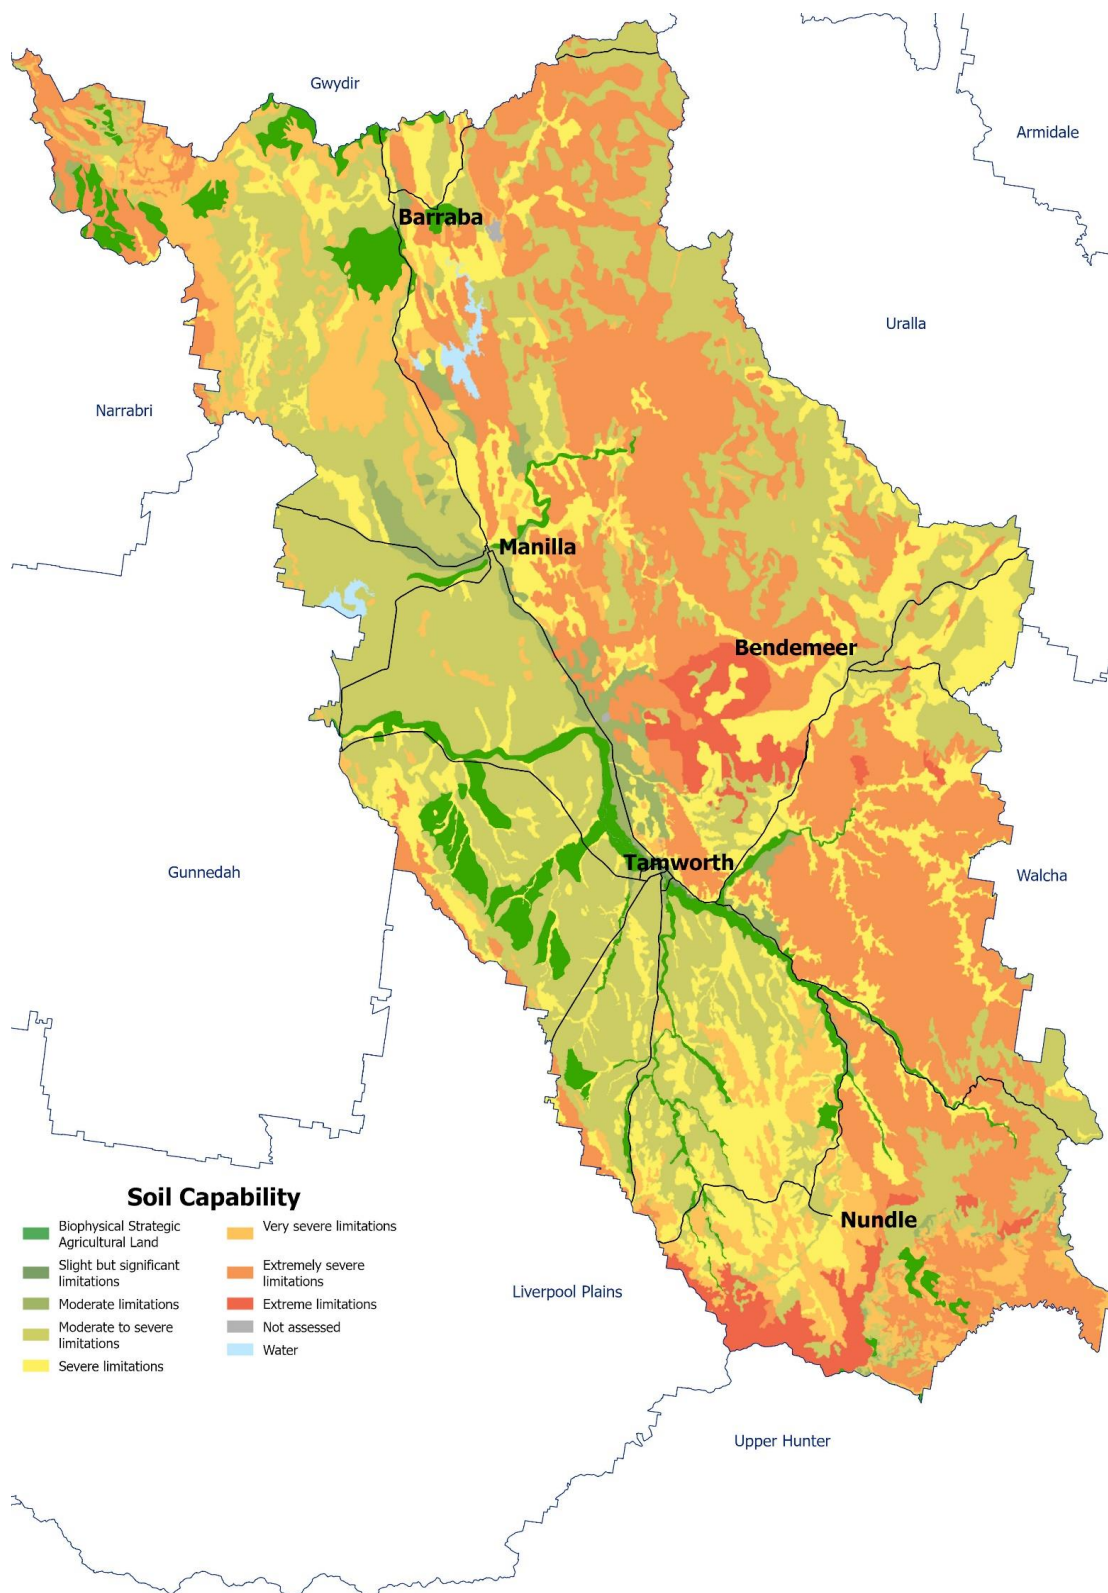 Gwydir
Armidale
Barraba
Uralla
Narrabri
Manilla
Bendemeer
Tamworth
Gunnedah
Walcha
Soil Capability
Biophysical Strategic
Agricultural Land
Slight but significant
limitations
Moderate limitations
Moderate to severe
limitations
Severe limitations
Very severe limitations
Extremely severe
limitations
Extreme limitations
Not assessed
Water
Nundle
Liverpool Plains
Upper Hunter